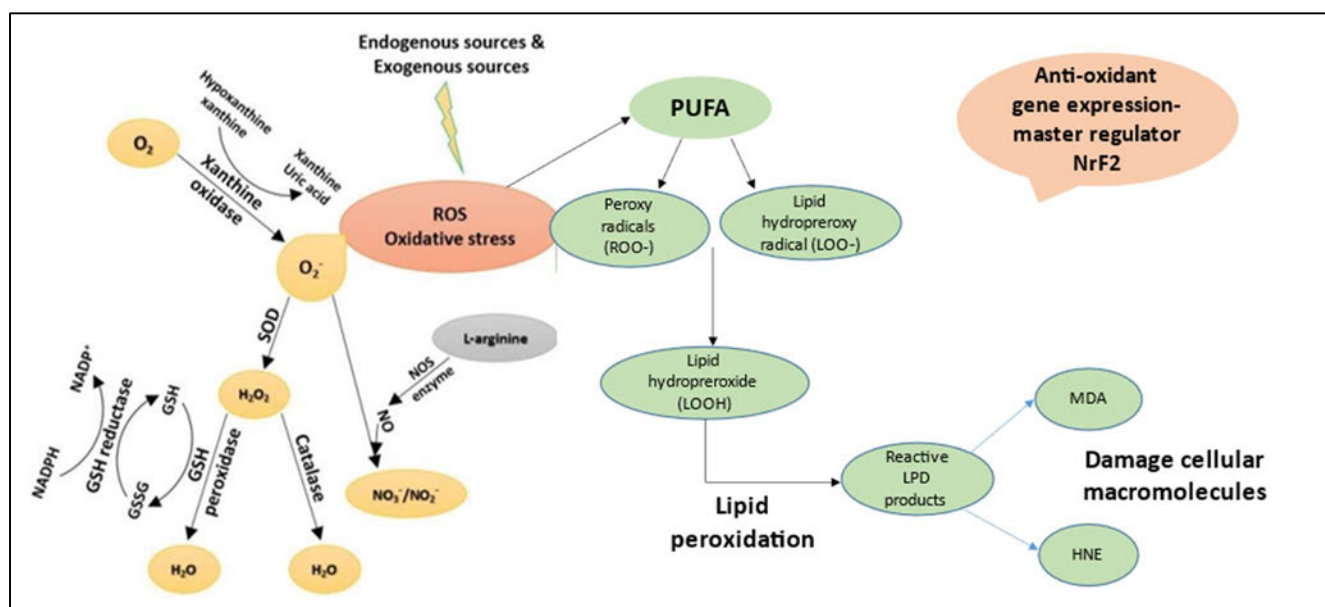 Endogenous sources &
Exogenous sources
Hypoxanthine
xanthine
Xanthine
Uric acid
O₂
Xanthine
oxidase
O₂⁻
ROS
Oxidative stress
PUFA
Peroxy
radicals
(ROO-)
Lipid
hydropreroxy
radical (LOO-)
Anti-oxidant
gene expression-
master regulator
NrF2
SOD
L-arginine
NOS
enzyme
NO
NO₃⁻/NO₂⁻
H₂O₂
NADP⁺
NADPH
GSH reductase
GSH
GSSG
GSH
peroxidase
Catalase
H₂O
H₂O
Lipid
hydropreroxide
(LOOH)
Lipid
peroxidation
Reactive
LPD
products
MDA
HNE
Damage cellular
macromolecules